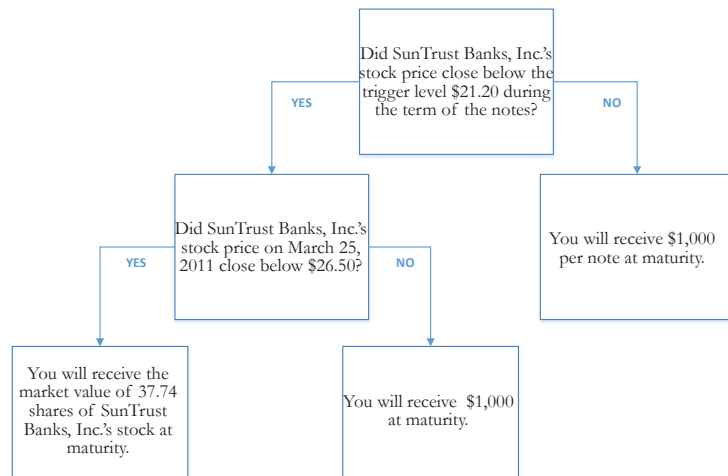 Did SunTrust Banks, Inc.'s
stock price close below the
trigger level $21.20 during
the term of the notes?
YES
NO
Did SunTrust Banks, Inc.'s
stock price on March 25,
2011 close below $26.50?
You will receive $1,000
per note at maturity.
YES
NO
You will receive the
market value of 37.74
shares of SunTrust
Banks, Inc.'s stock at
maturity.
You will receive $1,000
at maturity.